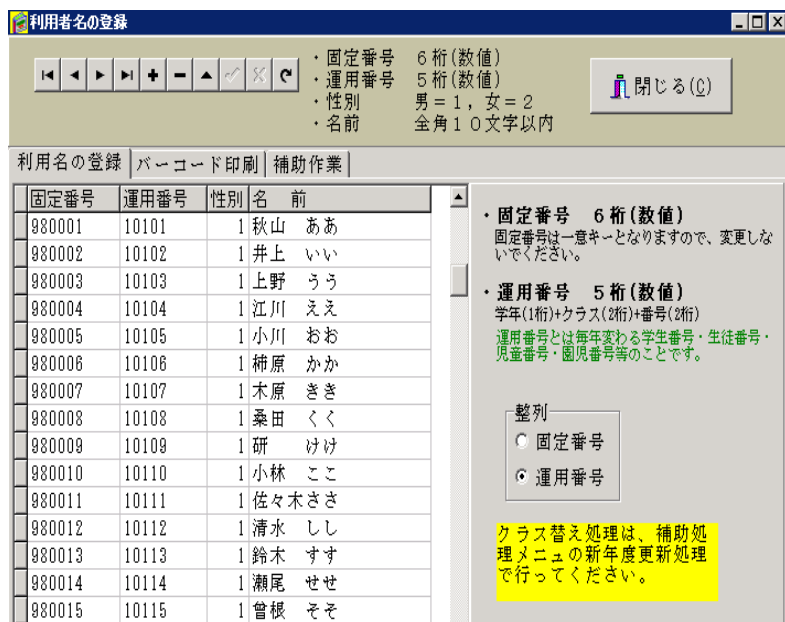 利用者名の登録
・固定番号 6桁(数値)
・運用番号 5桁(数値)
・性別 男=1, 女=2
・名前 全角10文字以内
閉じる(C)
利用名の登録 バーコード印刷 補助作業
固定番号 運用番号 性別 名 前
980001 10101 1 秋山 ああ
980002 10102 1 井上 いい
980003 10103 1 上野 うう
980004 10104 1 江川 ええ
980005 10105 1 小川 おお
980006 10106 1 柿原 かか
980007 10107 1 木原 きき
980008 10108 1 桑田 くく
980009 10109 1 研 けけ
980010 10110 1 小林 ここ
980011 10111 1 佐々木ささ
980012 10112 1 清水 しし
980013 10113 1 鈴木 すす
980014 10114 1 瀬尾 せせ
980015 10115 1 曽根 そそ
・固定番号 6桁(数値)
固定番号は一意キーとなりますので、変更しな
いでください。
・運用番号 5桁(数値)
学年(1桁)+クラス(2桁)+番号(2桁)
運用番号とは毎年変わる学生番号・生徒番号・
児童番号・園児番号等のことです。
整列
固定番号
運用番号
クラス替え処理は、補助処
理メニューの新年度更新処理
で行ってください。